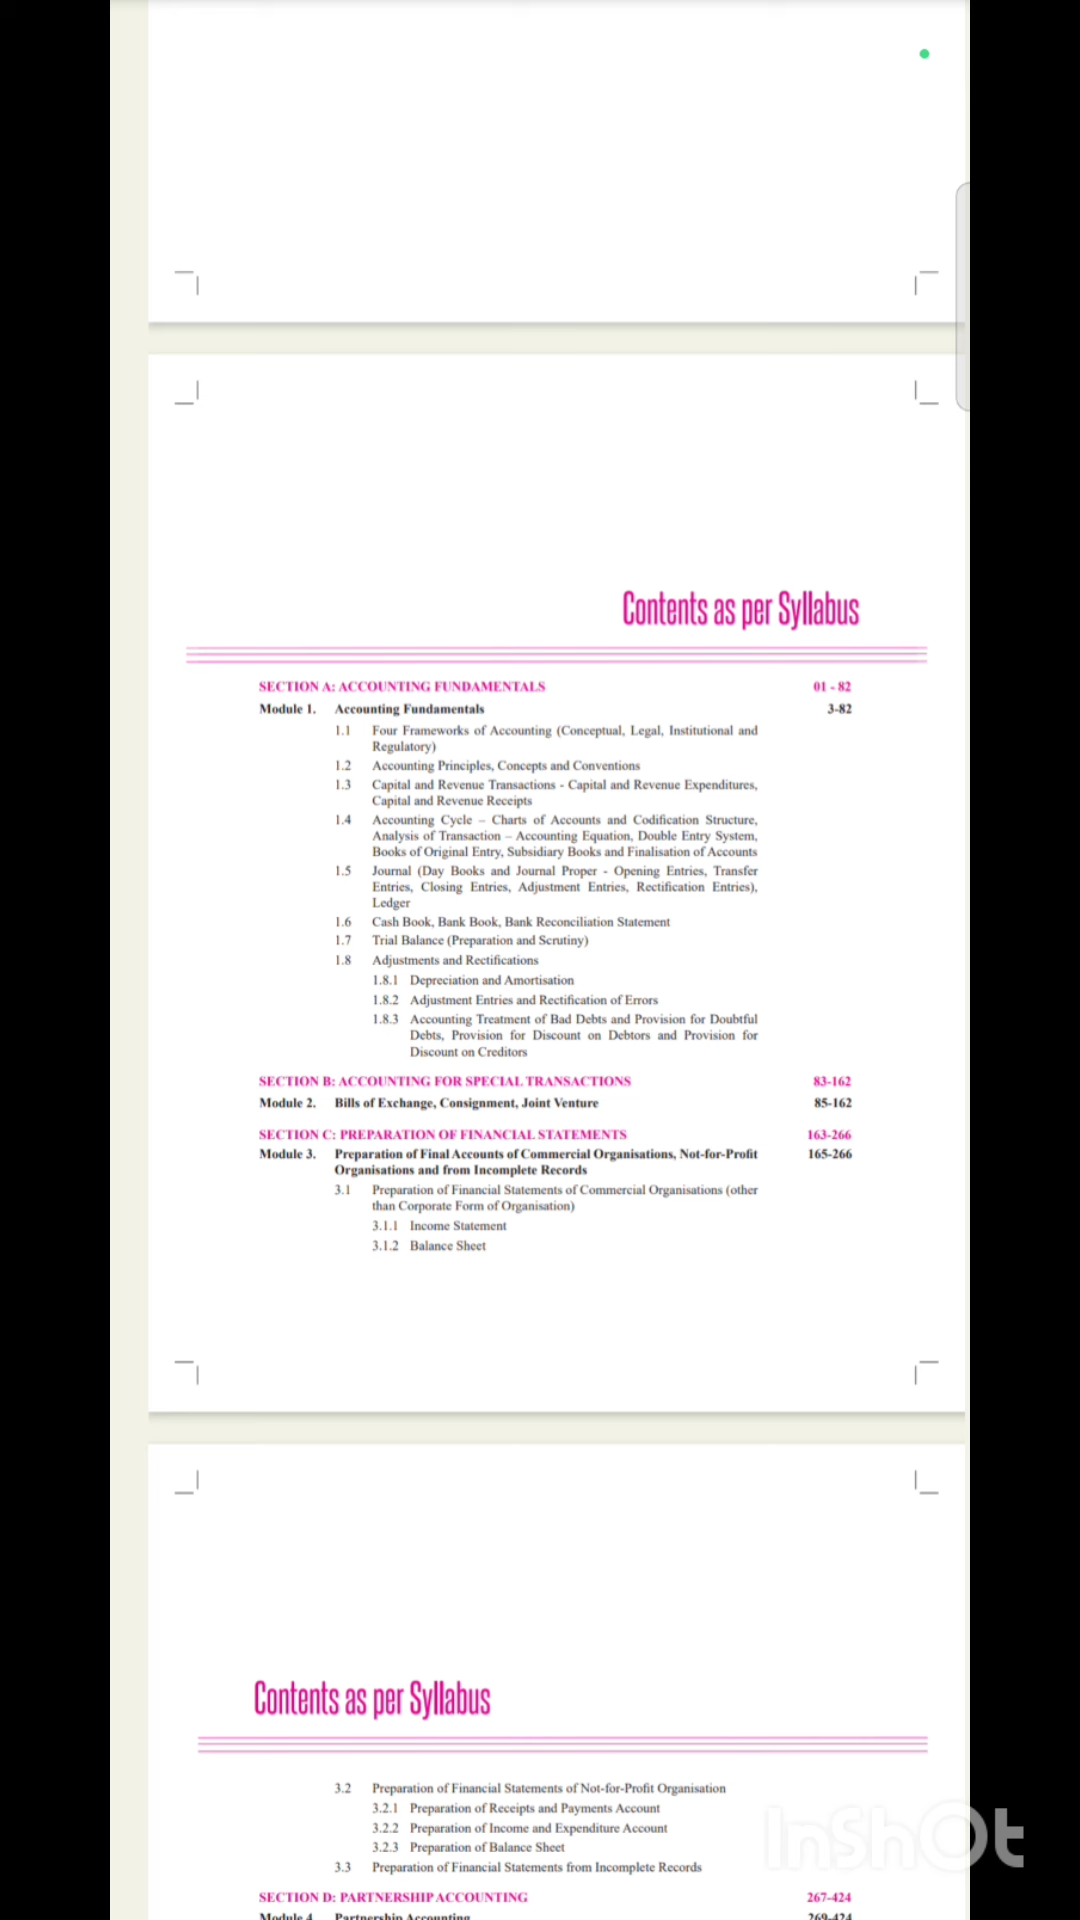 Contents as per Syllabus
SECTION A: ACCOUNTING FUNDAMENTALS 01 - 82
Module 1. Accounting Fundamentals 3-82
1.1 Four Frameworks of Accounting (Conceptual, Legal, Institutional and
Regulatory)
1.2 Accounting Principles, Concepts and Conventions
1.3 Capital and Revenue Transactions - Capital and Revenue Expenditures,
Capital and Revenue Receipts
1.4 Accounting Cycle – Charts of Accounts and Codification Structure,
Analysis of Transaction – Accounting Equation, Double Entry System,
Books of Original Entry, Subsidiary Books and Finalisation of Accounts
1.5 Journal (Day Books and Journal Proper - Opening Entries, Transfer
Entries, Closing Entries, Adjustment Entries, Rectification Entries),
Ledger
1.6 Cash Book, Bank Book, Bank Reconciliation Statement
1.7 Trial Balance (Preparation and Scrutiny)
1.8 Adjustments and Rectifications
1.8.1 Depreciation and Amortisation
1.8.2 Adjustment Entries and Rectification of Errors
1.8.3 Accounting Treatment of Bad Debts and Provision for Doubtful
Debts, Provision for Discount on Debtors and Provision for
Discount on Creditors
SECTION B: ACCOUNTING FOR SPECIAL TRANSACTIONS 83-162
Module 2. Bills of Exchange, Consignment, Joint Venture 85-162
SECTION C: PREPARATION OF FINANCIAL STATEMENTS 163-266
Module 3. Preparation of Final Accounts of Commercial Organisations, Not-for-Profit 165-266
Organisations and from Incomplete Records
3.1 Preparation of Financial Statements of Commercial Organisations (other
than Corporate Form of Organisation)
3.1.1 Income Statement
3.1.2 Balance Sheet
Contents as per Syllabus
3.2 Preparation of Financial Statements of Not-for-Profit Organisation
3.2.1 Preparation of Receipts and Payments Account
3.2.2 Preparation of Income and Expenditure Account
3.2.3 Preparation of Balance Sheet
3.3 Preparation of Financial Statements from Incomplete Records
SECTION D: PARTNERSHIP ACCOUNTING 267-424
Module 4. Partnership Accounting 269-424
InShOt